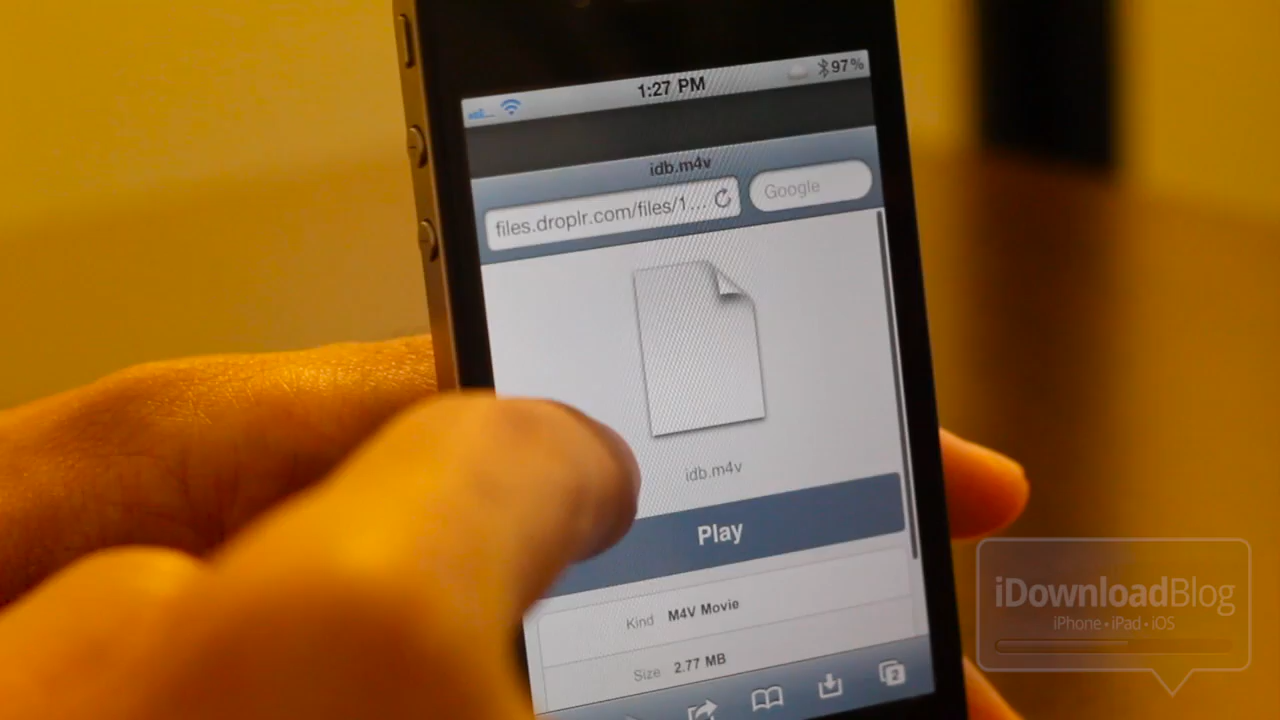 1:27 PM
97%
idb.m4v
files.droplr.com/files/1...
Google
idb.m4v
Play
Kind M4V Movie
Size 2.77 MB
2
iDownloadBlog
iPhone • iPad • iOS